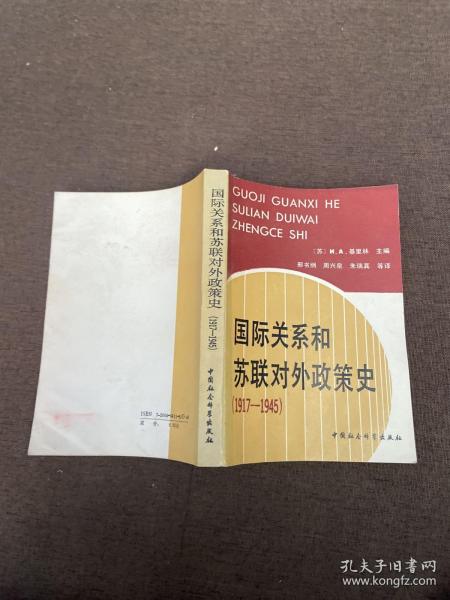 GUOJI GUANXI HE
SULIAN DUIWAI
ZHENGCE SHI
〔苏〕И.А.基里林 主编
邢书纲 周兴泉 朱瑞真 等译
国际关系和
苏联对外政策史
(1917—1945)
中国社会科学出版社
国际关系和苏联对外政策史
(1917—1945)
中国社会科学出版社
孔夫子旧书网
www.kongfz.com